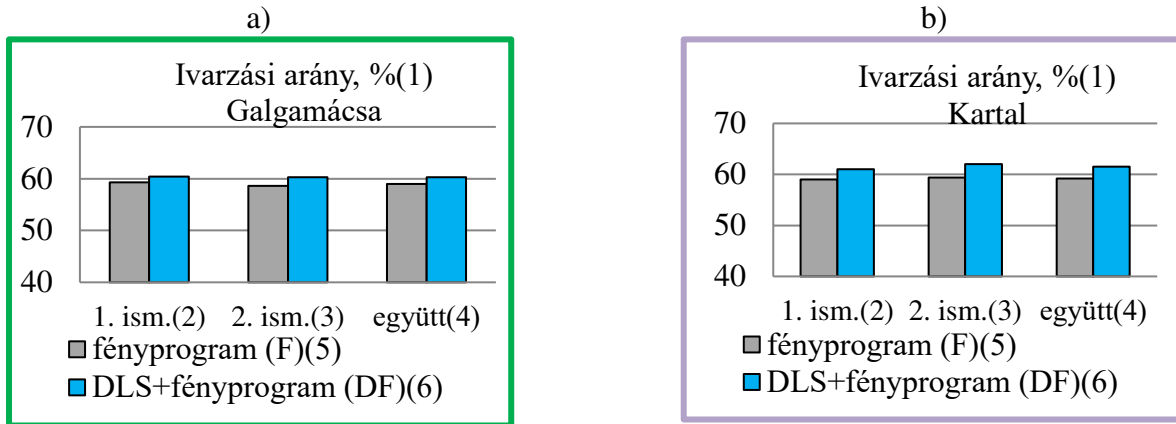 a)
Ivarzási arány, %(1)
Galgamácsa
70
60
50
40
1. ism.(2) 2. ism.(3) együtt(4)
fényprogram (F)(5)
DLS+fényprogram (DF)(6)
b)
Ivarzási arány, %(1)
Kartal
70
60
50
40
1. ism.(2) 2. ism.(3) együtt(4)
fényprogram (F)(5)
DLS+fényprogram (DF)(6)